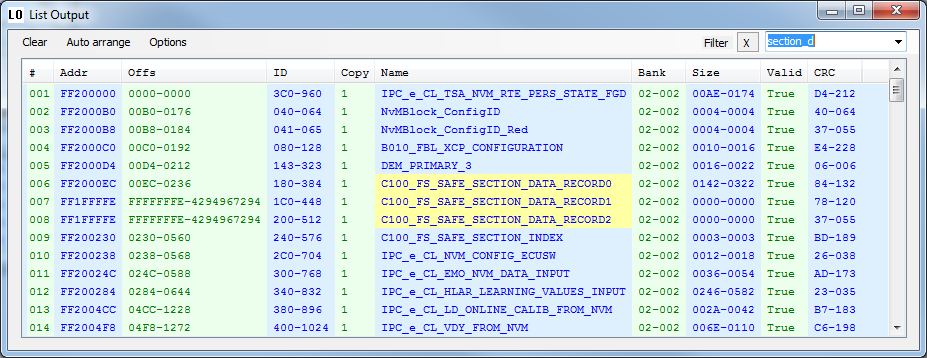 LO List Output
Clear Auto arrange Options Filter X section_d
# Addr Offs ID Copy Name Bank Size Valid CRC
001 FF200000 0000-0000 3C0-960 1 IPC_e_CL_TSA_NVM_RTE_PERS_STATE_FGD 02-002 00AE-0174 True D4-212
002 FF2000B0 00B0-0176 040-064 1 NvMBlock_ConfigID 02-002 0004-0004 True 40-064
003 FF2000B8 00B8-0184 041-065 1 NvMBlock_ConfigID_Red 02-002 0004-0004 True 37-055
004 FF2000C0 00C0-0192 080-128 1 B010_FBL_XCP_CONFIGURATION 02-002 0010-0016 True E4-228
005 FF2000D4 00D4-0212 143-323 1 DEM_PRIMARY_3 02-002 0016-0022 True 06-006
006 FF2000EC 00EC-0236 180-384 1 C100_FS_SAFE_SECTION_DATA_RECORD0 02-002 0142-0322 True 84-132
007 FF1FFFFE FFFFFFFE-4294967294 1C0-448 1 C100_FS_SAFE_SECTION_DATA_RECORD1 02-002 0000-0000 True 78-120
008 FF1FFFFE FFFFFFFE-4294967294 200-512 1 C100_FS_SAFE_SECTION_DATA_RECORD2 02-002 0000-0000 True 37-055
009 FF200230 0230-0560 240-576 1 C100_FS_SAFE_SECTION_INDEX 02-002 0003-0003 True BD-189
010 FF200238 0238-0568 2C0-704 1 IPC_e_CL_NVM_CONFIG_ECUSW 02-002 0012-0018 True 26-038
011 FF20024C 024C-0588 300-768 1 IPC_e_CL_EMO_NVM_DATA_INPUT 02-002 0036-0054 True AD-173
012 FF200284 0284-0644 340-832 1 IPC_e_CL_HLAR_LEARNING_VALUES_INPUT 02-002 0246-0582 True 23-035
013 FF2004CC 04CC-1228 380-896 1 IPC_e_CL_LD_ONLINE_CALIB_FROM_NVM 02-002 002A-0042 True B7-183
014 FF2004F8 04F8-1272 400-1024 1 IPC_e_CL_VDY_FROM_NVM 02-002 006E-0110 True C6-198